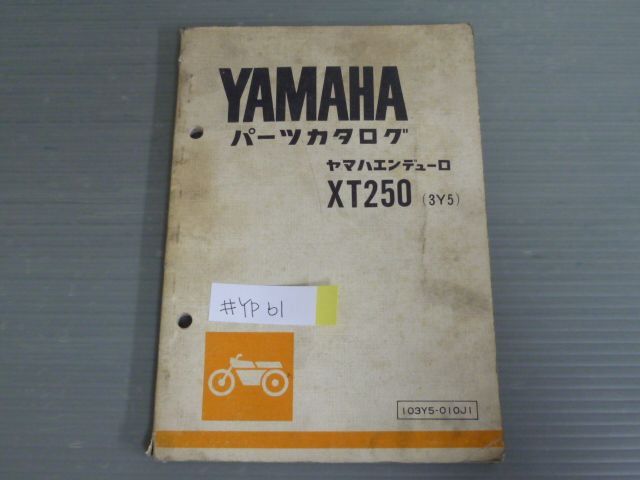 YAMAHA
パーツカタログ
ヤマハエンデューロ
XT250 (3Y5)
#YP61
103Y5-010J1